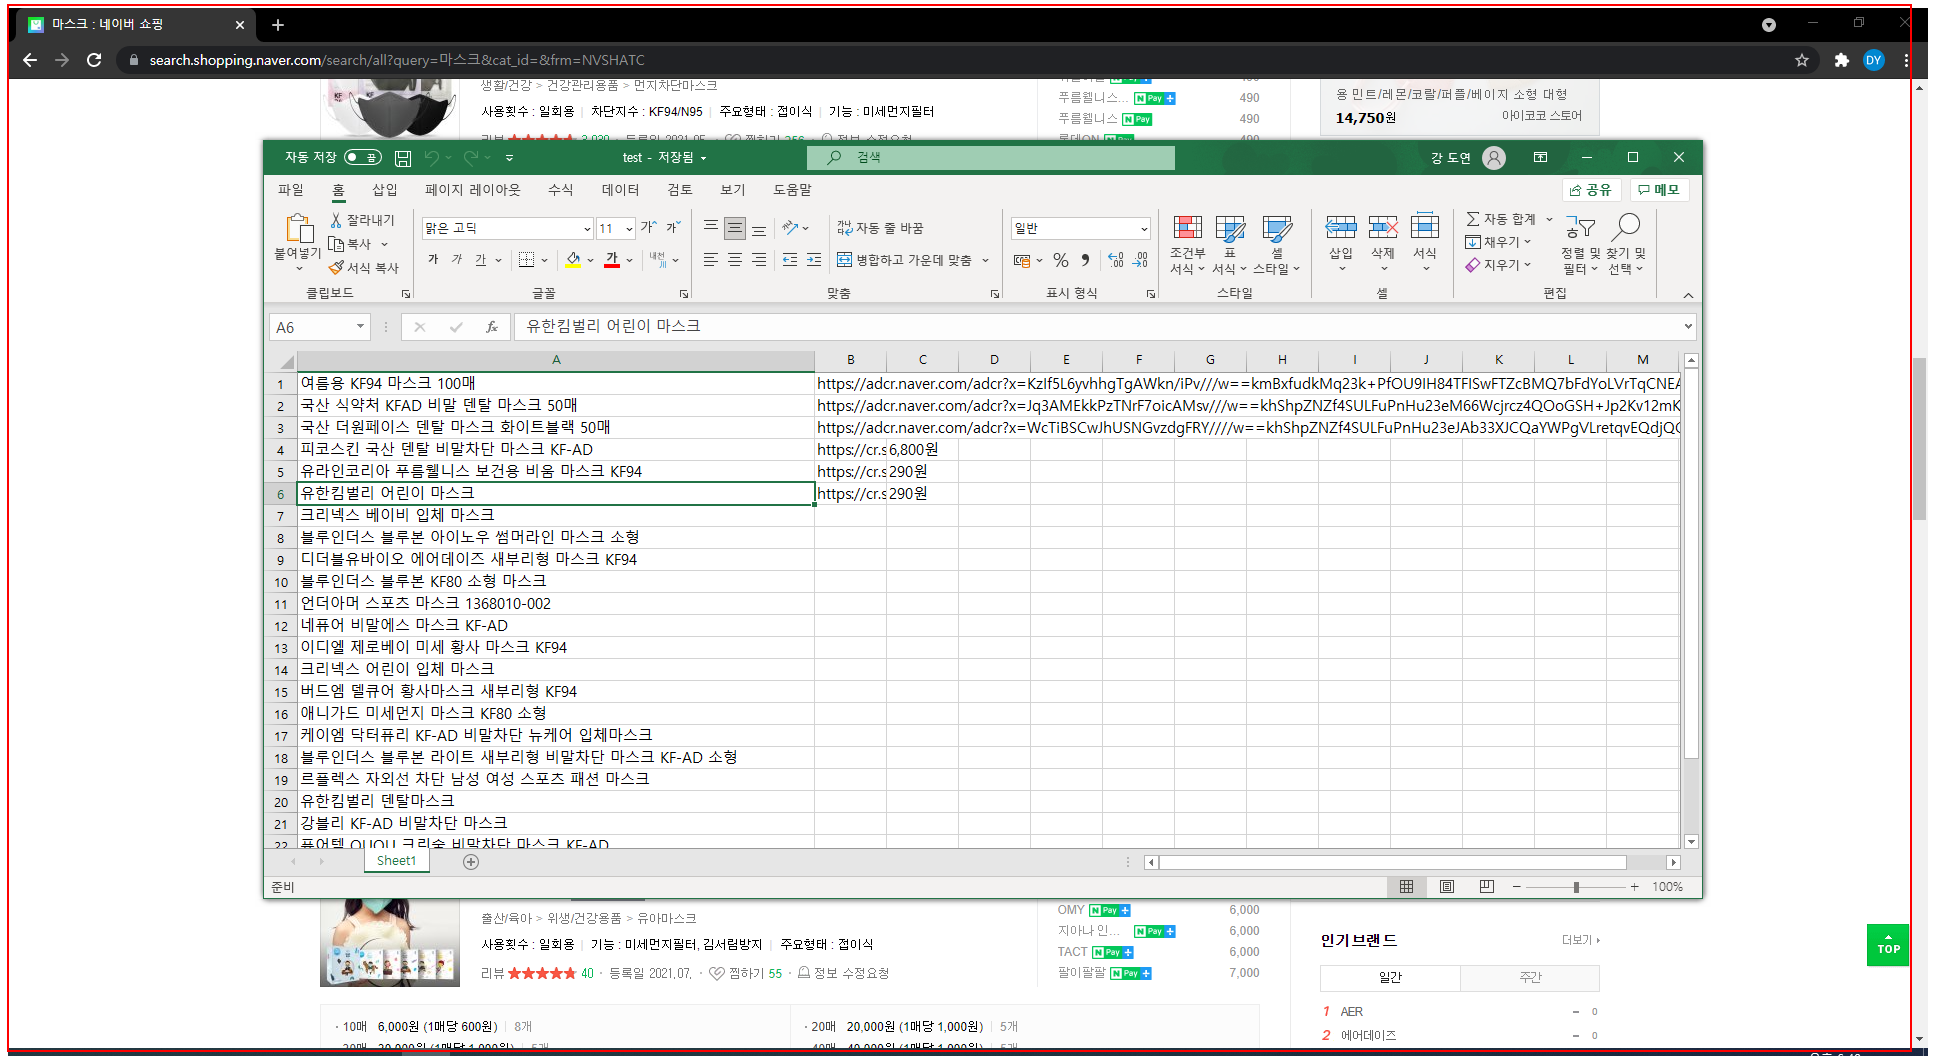 마스크 : 네이버 쇼핑
search.shopping.naver.com/search/all?query=마스크&cat_id=&frm=NVSHATC
DY
생활/건강 > 건강관리용품 > 먼지차단마스크
사용횟수 : 일회용 | 차단지수 : KF94/N95 | 주요형태 : 접이식 | 기능 : 미세먼지필터
푸름웰니스... N Pay + 490
푸름웰니스 N Pay 490
용 민트/레몬/코랄/퍼플/베이지 소형 대형
14,750원 아이코코 스토어
자동 저장 끔 test - 저장됨 검색 강 도연
파일 홈 삽입 페이지 레이아웃 수식 데이터 검토 보기 도움말 공유 메모
붙여넣기 잘라내기 복사 서식 복사
맑은 고딕 11 가 가
가 가 간 가 내천
자동 줄 바꿈
병합하고 가운데 맞춤
일반
조건부 서식 표 서식 셀 스타일
삽입 삭제 서식
자동 합계 채우기 지우기
정렬 및 필터 찾기 및 선택
클립보드 글꼴 맞춤 표시 형식 스타일 셀 편집
A6 fx 유한킴벌리 어린이 마스크
A B C D E F G H I J K L M
1 여름용 KF94 마스크 100매
2 국산 식약처 KFAD 비말 덴탈 마스크 50매
3 국산 더원페이스 덴탈 마스크 화이트블랙 50매
4 피코스킨 국산 덴탈 비말차단 마스크 KF-AD https://cr.s 6,800원
5 유라인코리아 푸름웰니스 보건용 비움 마스크 KF94 https://cr.s 290원
6 유한킴벌리 어린이 마스크 https://cr.s 290원
7 크리넥스 베이비 입체 마스크
8 블루인더스 블루본 아이노우 썸머라인 마스크 소형
9 디더블유바이오 에어데이즈 새부리형 마스크 KF94
10 블루인더스 블루본 KF80 소형 마스크
11 언더아머 스포츠 마스크 1368010-002
12 네퓨어 비말에스 마스크 KF-AD
13 이디엘 제로베이 미세 황사 마스크 KF94
14 크리넥스 어린이 입체 마스크
15 버드엠 델큐어 황사마스크 새부리형 KF94
16 애니가드 미세먼지 마스크 KF80 소형
17 케이엠 닥터퓨리 KF-AD 비말차단 뉴케어 입체마스크
18 블루인더스 블루본 라이트 새부리형 비말차단 마스크 KF-AD 소형
19 르플렉스 자외선 차단 남성 여성 스포츠 패션 마스크
20 유한킴벌리 덴탈마스크
21 강블리 KF-AD 비말차단 마스크
22
Sheet1
준비 100%
출산/육아 > 위생/건강용품 > 유아마스크
사용횟수 : 일회용 | 기능 : 미세먼지필터, 김서림방지 | 주요형태 : 접이식
리뷰 ★★★★★ 40 · 등록일 2021.07. · 찜하기 55 · 정보 수정요청
OMY N Pay + 6,000
지아나 인... N Pay + 6,000
TACT N Pay + 6,000
팔이팔팔 N Pay + 7,000
인기 브랜드 더보기
일간 주간
1 AER - 0
2 에어데이즈 - 0
TOP
· 10매 6,000원 (1매당 600원) | 8개
· 20매 20,000원 (1매당 1,000원) | 5개